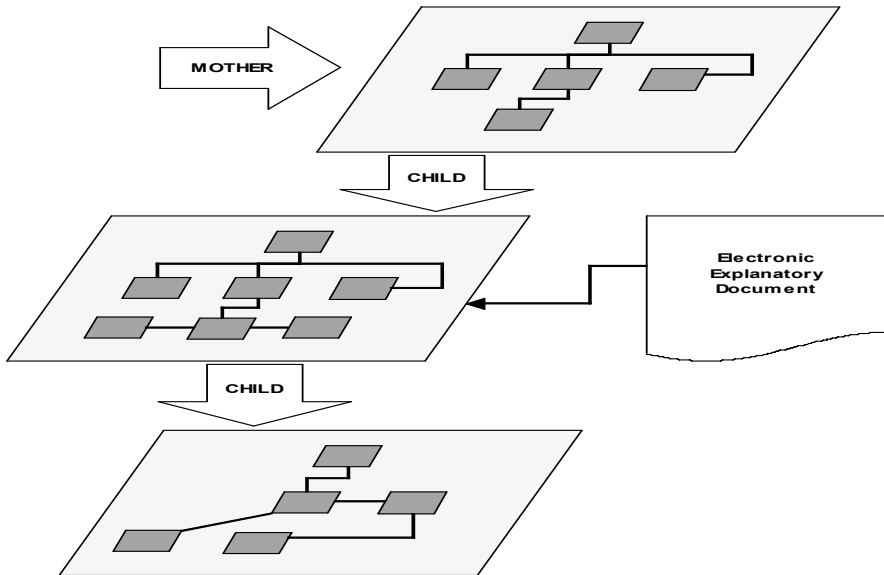 MOTHER
CHILD
Electronic
Explanatory
Document
CHILD